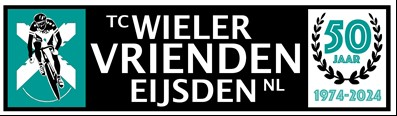 TC WIELER
VRIENDEN
EIJSDEN NL
50
JAAR
1974-2024